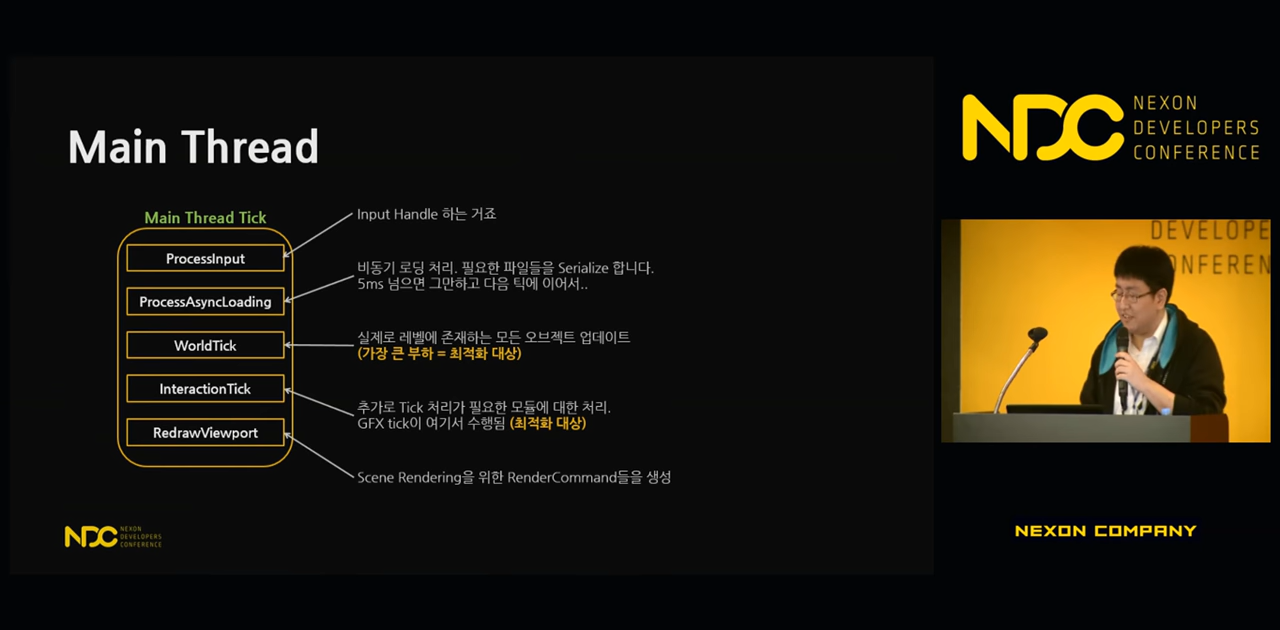 Main Thread
Main Thread Tick
ProcessInput
Input Handle 하는 거죠
ProcessAsyncLoading
비동기 로딩 처리. 필요한 파일들을 Serialize 합니다.
5ms 넘으면 그만하고 다음 틱에 이어서..
WorldTick
실제로 레벨에 존재하는 모든 오브젝트 업데이트
(가장 큰 부하 = 최적화 대상)
InteractionTick
추가로 Tick 처리가 필요한 모듈에 대한 처리.
GFX tick이 여기서 수행됨 (최적화 대상)
RedrawViewport
Scene Rendering을 위한 RenderCommand들을 생성
NDC NEXON
DEVELOPERS
CONFERENCE
NDC NEXON
DEVELOPERS
CONFERENCE
DEVELOPE
ONFEREN
NEXON COMPANY